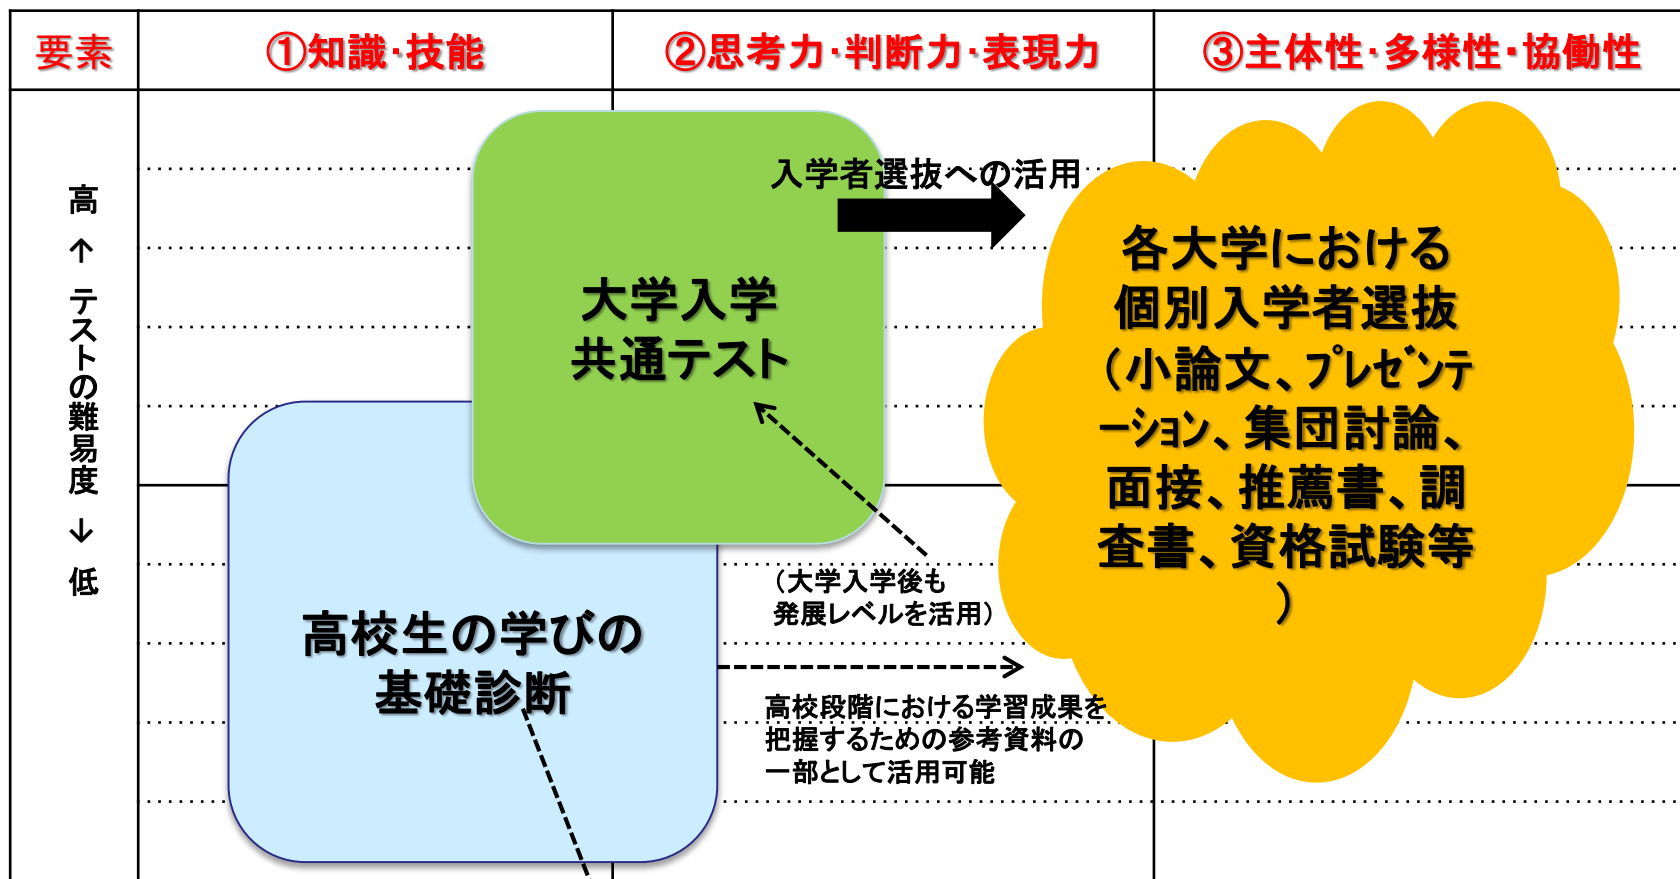 要素
①知識・技能
②思考力・判断力・表現力
③主体性・多様性・協働性
高
↑
テストの難易度
↓
低
入学者選抜への活用
大学入学
共通テスト
各大学における
個別入学者選抜
（小論文、プレゼンテ
ーション、集団討論、
面接、推薦書、調
査書、資格試験等
）
（大学入学後も
発展レベルを活用）
高校生の学びの
基礎診断
高校段階における学習成果を
把握するための参考資料の
一部として活用可能